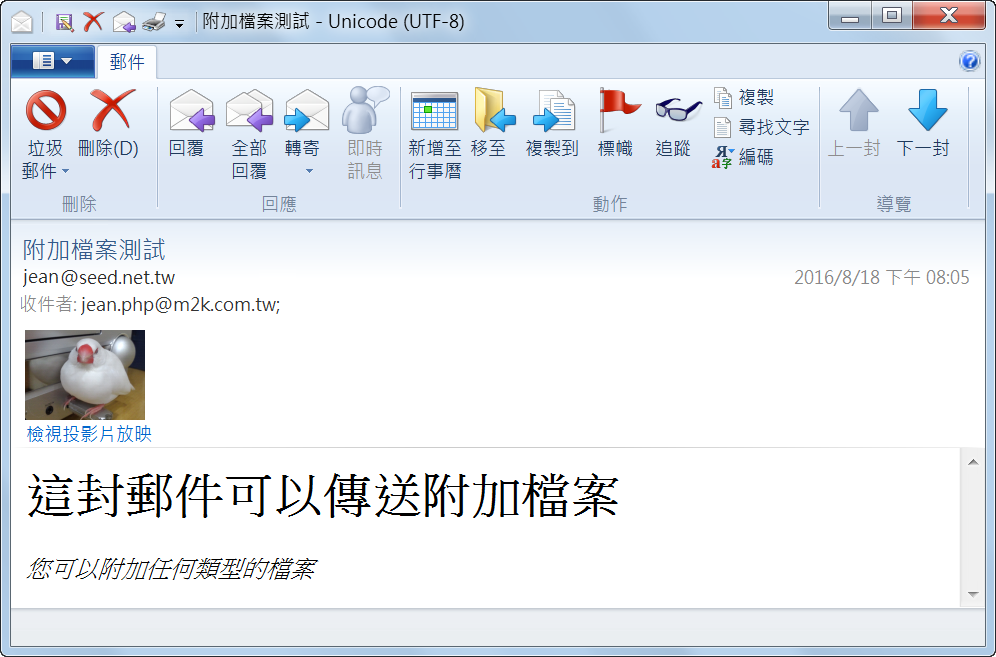 附加檔案測試 - Unicode (UTF-8)
郵件
垃圾郵件
刪除(D)
回覆
全部回覆
轉寄
即時訊息
新增至行事曆
移至
複製到
標幟
追蹤
複製
尋找文字
編碼
上一封
下一封
刪除
回應
動作
導覽
附加檔案測試
jean@seed.net.tw
2016/8/18 下午 08:05
收件者: jean.php@m2k.com.tw;
檢視投影片放映
這封郵件可以傳送附加檔案
您可以附加任何類型的檔案